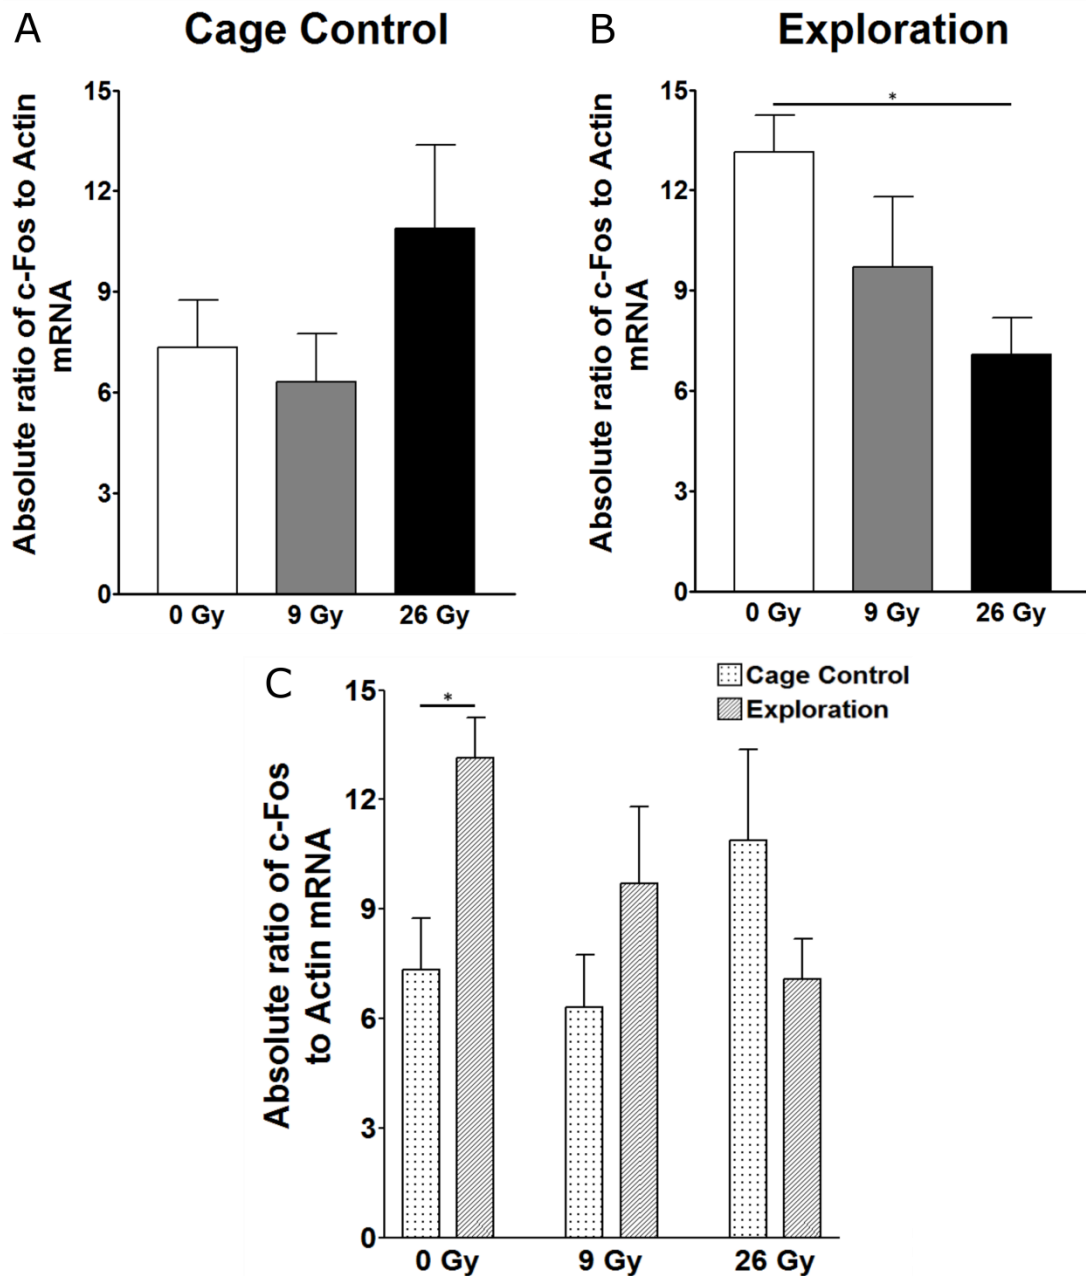 A
Cage Control
Absolute ratio of c-Fos to Actin
mRNA
15
12
9
6
3
0
0 Gy
9 Gy
26 Gy
B
Exploration
Absolute ratio of c-Fos to Actin
mRNA
15
12
9
6
3
0
*
0 Gy
9 Gy
26 Gy
C
Absolute ratio of c-Fos
to Actin mRNA
15
12
9
6
3
0
*
Cage Control
Exploration
0 Gy
9 Gy
26 Gy